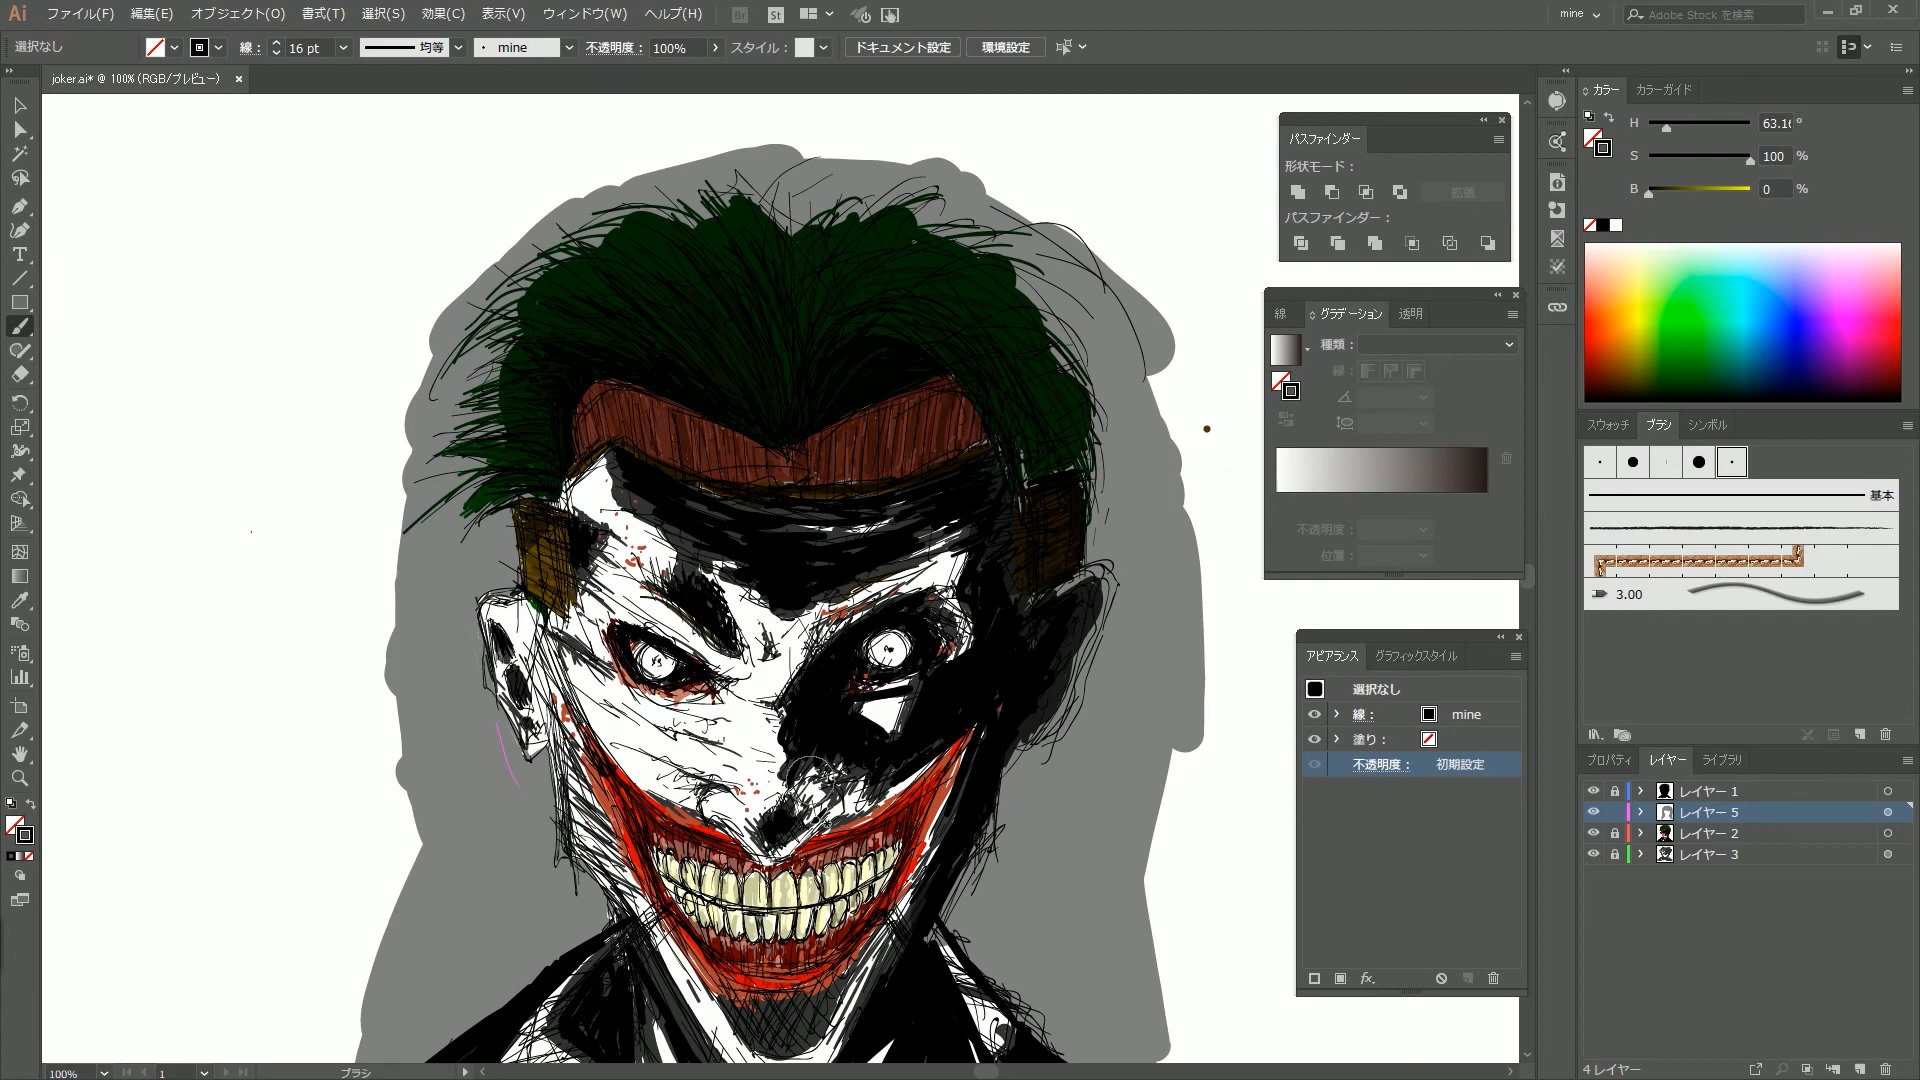 Ai ファイル(F) 編集(E) オブジェクト(O) 書式(T) 選択(S) 効果(C) 表示(V) ウィンドウ(W) ヘルプ(H) Br St mine Adobe Stock を検索
選択なし 線： 16 pt 均等 mine 不透明度： 100% スタイル： ドキュメント設定 環境設定
joker.ai* @ 100% (RGB/プレビュー)
パスファインダー
形状モード：
拡張
パスファインダー：
線 グラデーション 透明
種類：
線：
不透明度：
位置：
アピアランス グラフィックスタイル
選択なし
線： mine
塗り：
不透明度： 初期設定
fx.
カラー カラーガイド
H 63.16 °
S 100 %
B 0 %
スウォッチ ブラシ シンボル
基本
3.00
プロパティ レイヤー ライブラリ
レイヤー 1
レイヤー 5
レイヤー 2
レイヤー 3
4 レイヤー
100% 1 ブラシ